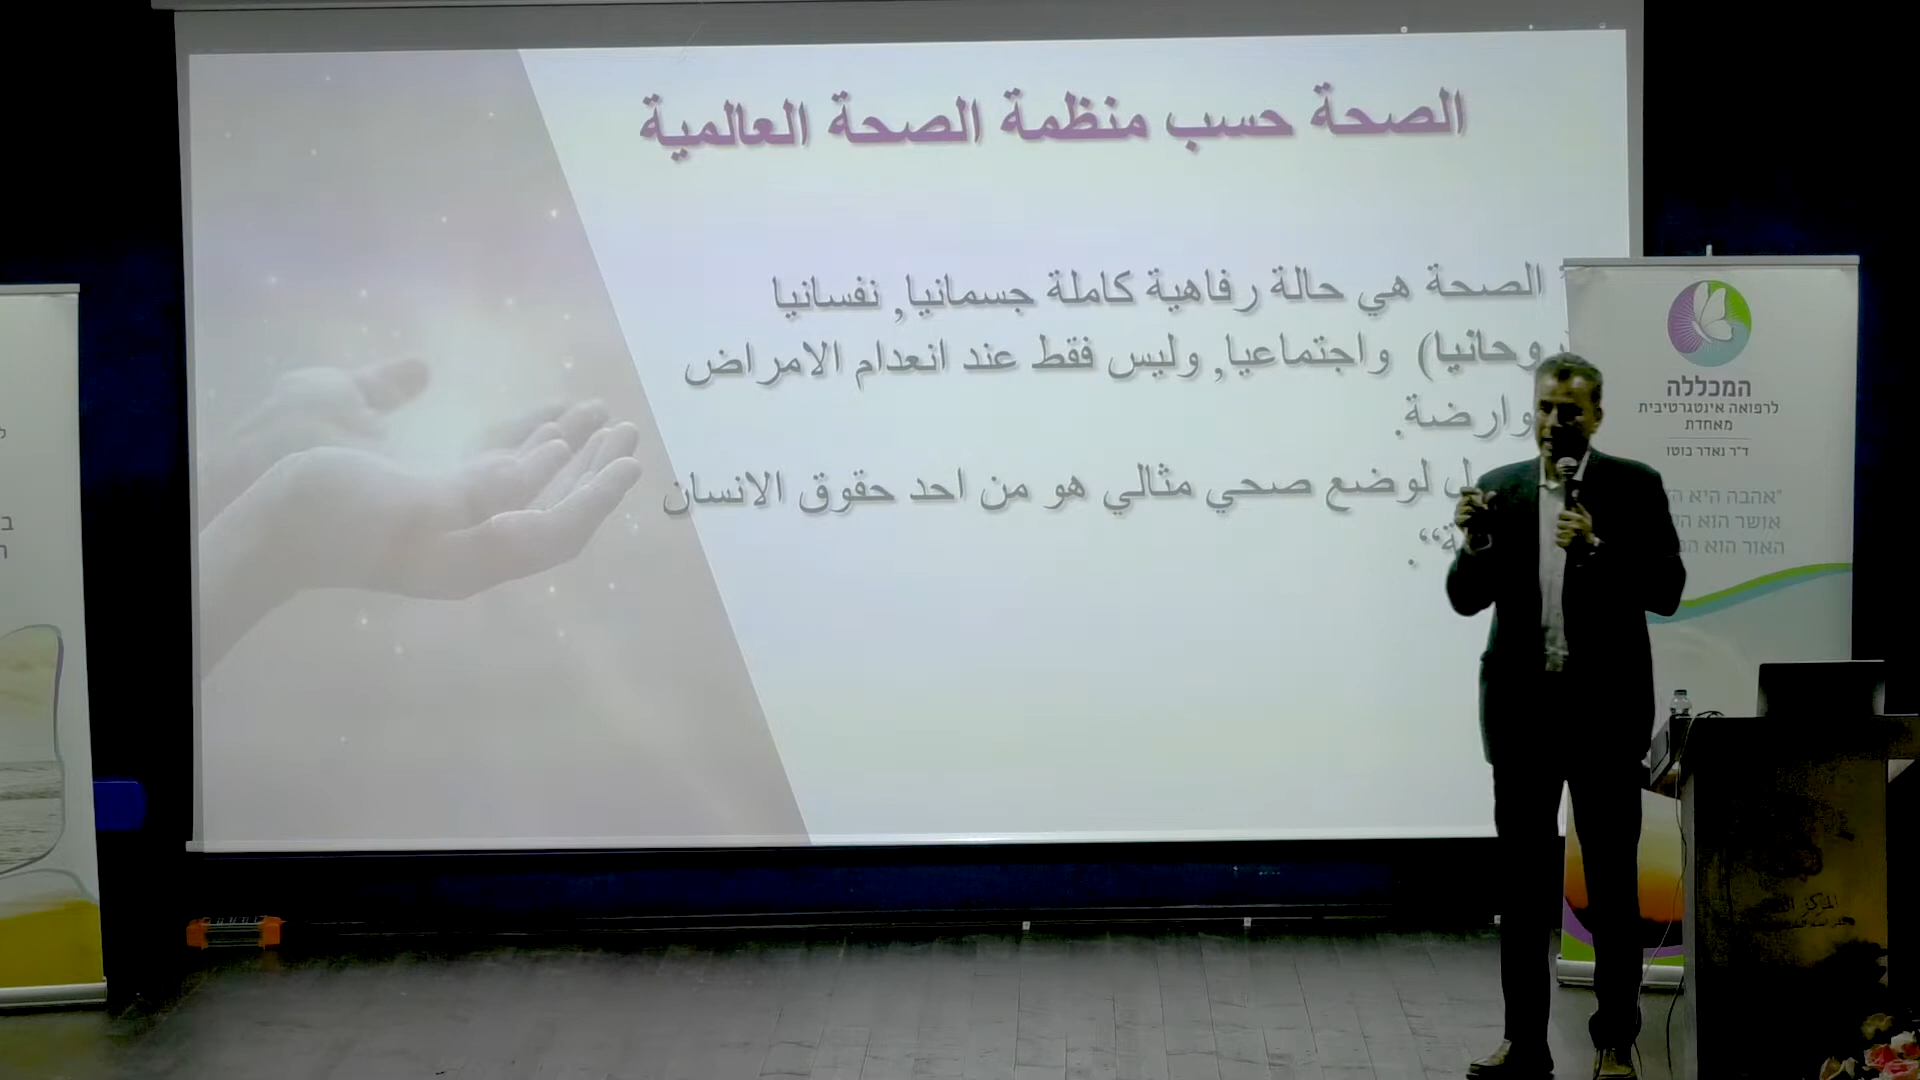 الصحة حسب منظمة الصحة العالمية
الصحة هي حالة رفاهية كاملة جسمانيا, نفسانيا
(روحانيا) واجتماعيا, وليس فقط عند انعدام الامراض
لوضع صحي مثالي هو من احد حقوق الانسان
המכללה
לרפואה אינטגרטיבית
מאחדת
ד"ר נאדר בוטו
"אהבה היא
אושר הוא
האור הוא
المركز